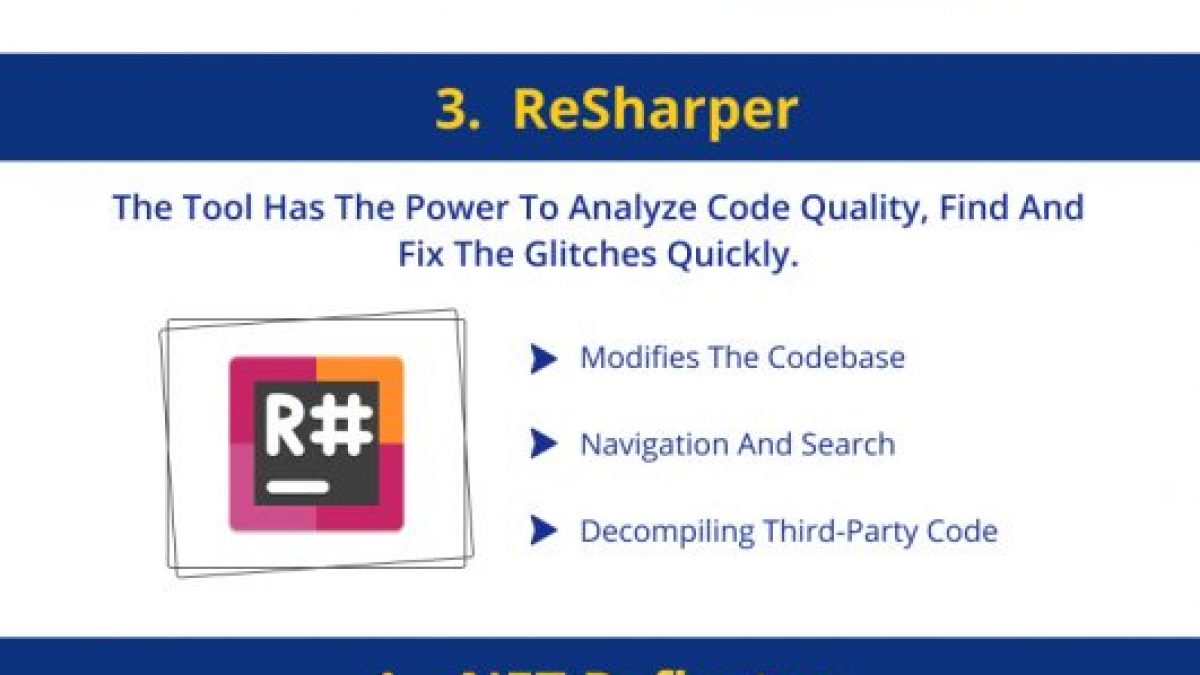 3. ReSharper
The Tool Has The Power To Analyze Code Quality, Find And
Fix The Glitches Quickly.
R#
Modifies The Codebase
Navigation And Search
Decompiling Third-Party Code